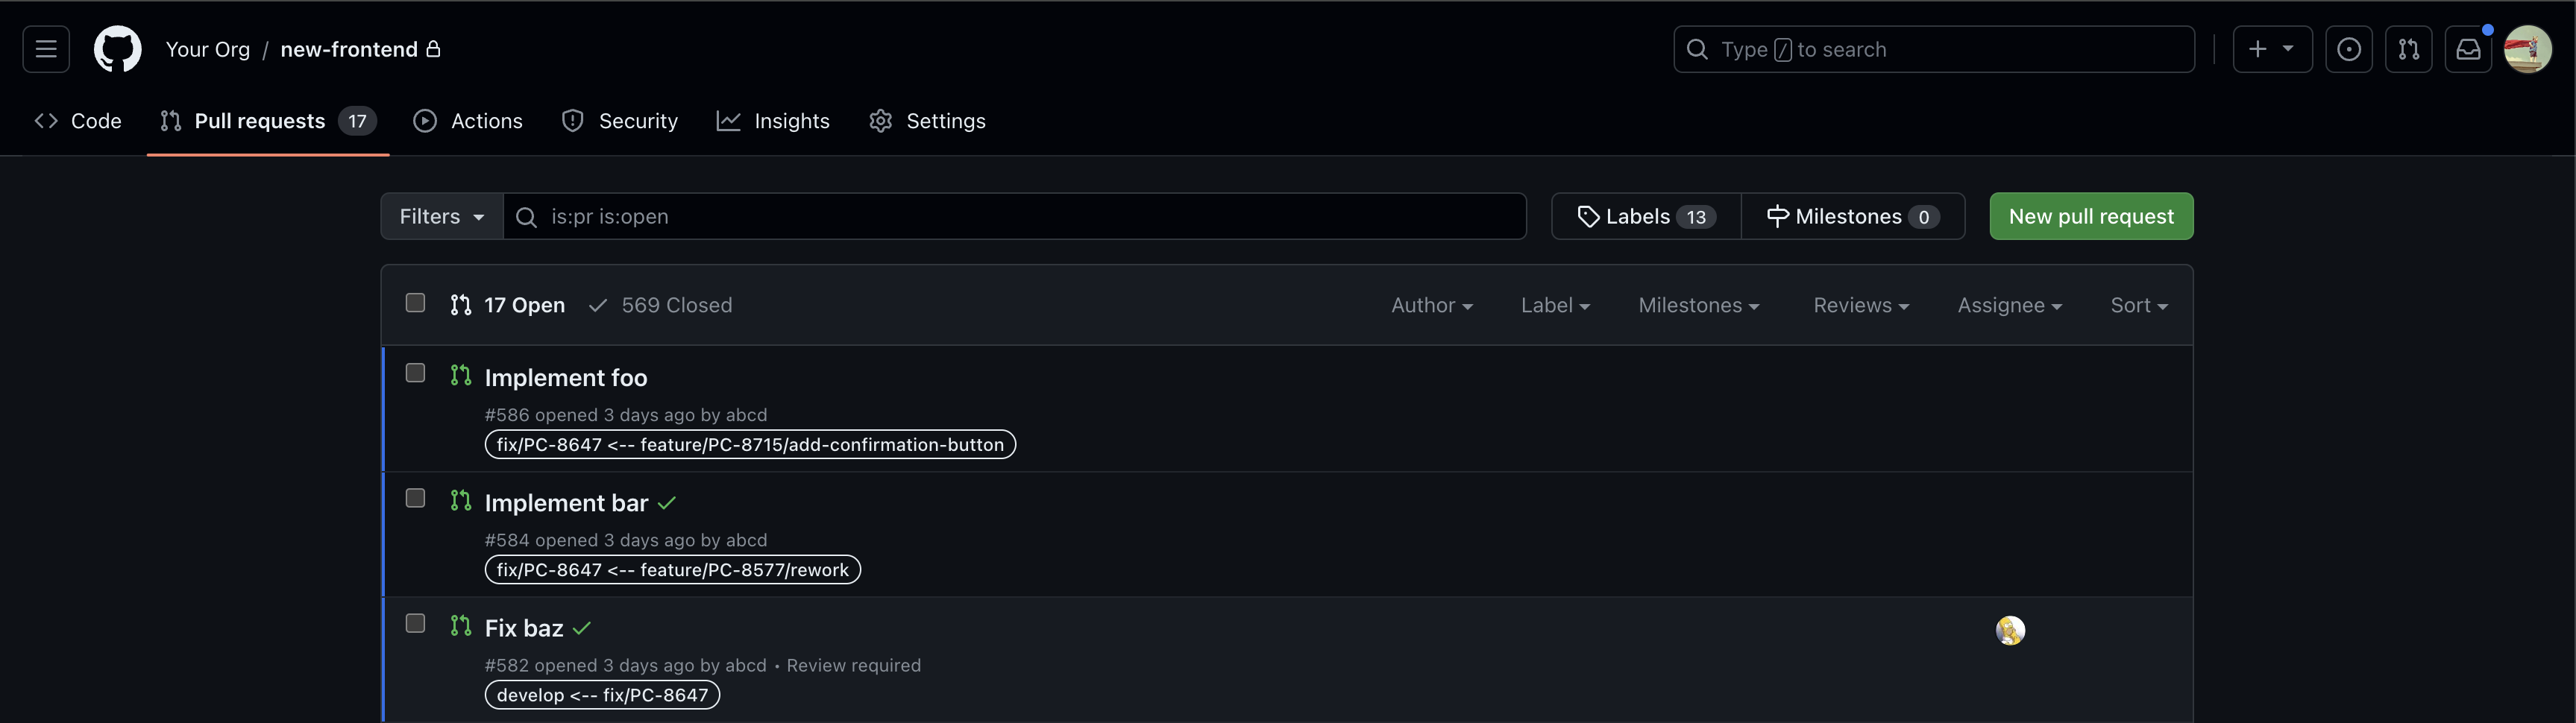 Your Org / new-frontend
Type / to search
Code
Pull requests 17
Actions
Security
Insights
Settings
Filters
is:pr is:open
Labels 13
Milestones 0
New pull request
17 Open
569 Closed
Author
Label
Milestones
Reviews
Assignee
Sort
Implement foo
#586 opened 3 days ago by abcd
fix/PC-8647 <-- feature/PC-8715/add-confirmation-button
Implement bar
#584 opened 3 days ago by abcd
fix/PC-8647 <-- feature/PC-8577/rework
Fix baz
#582 opened 3 days ago by abcd • Review required
develop <-- fix/PC-8647